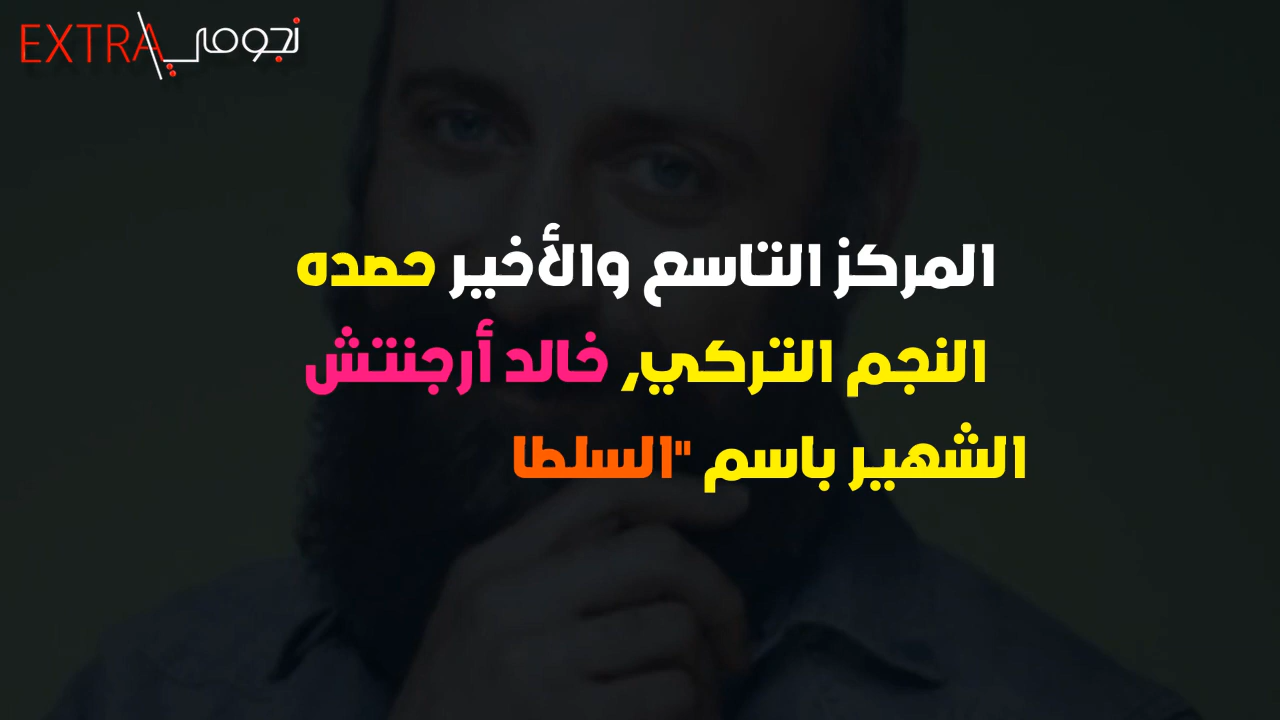 EXTRA نجومي
المركز التاسع والأخير حصده
النجم التركي, خالد أرجنتش
الشهير باسم "السلطا